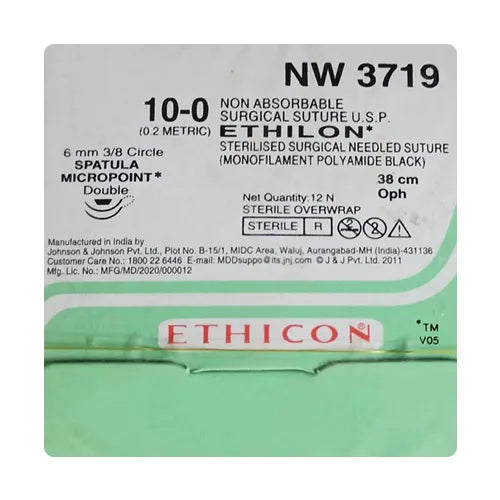 NW 3719
10-0
(0.2 METRIC)
NON ABSORBABLE
SURGICAL SUTURE U.S.P.
ETHILON*
STERILISED SURGICAL NEEDLED SUTURE
(MONOFILAMENT POLYAMIDE BLACK)
6 mm 3/8 Circle
SPATULA
MICROPOINT*
Double
38 cm
Oph
Net Quantity:12 N
STERILE OVERWRAP
STERILE R
Manufactured in India by
Johnson & Johnson Pvt. Ltd., Plot No. B-15/1, MIDC Area, Waluj, Aurangabad-MH (India)-431136
Customer Care No.: 1800 22 6446 E-mail: MDDsuppo@its.jnj.com © J & J Pvt. Ltd. 2011
Mfg. Lic. No.: MFG/MD/2020/000012
ETHICON®
*TM
V05